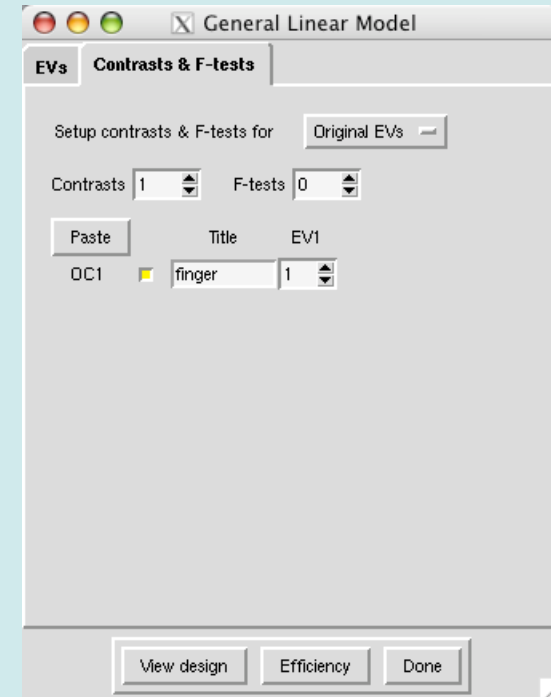 X General Linear Model
EVs Contrasts & F-tests
Setup contrasts & F-tests for Original EVs
Contrasts 1 F-tests 0
Paste Title EV1
OC1 finger 1
View design Efficiency Done